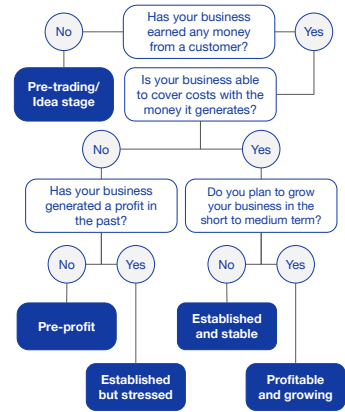 No
Has your business
earned any money
from a customer?
Yes
Pre-trading/
Idea stage
Is your business able
to cover costs with the
money it generates?
No
Yes
Has your business
generated a profit in
the past?
Do you plan to grow
your business in the
short to medium term?
No
Yes
No
Yes
Pre-profit
Established
and stable
Established
but stressed
Profitable
and growing